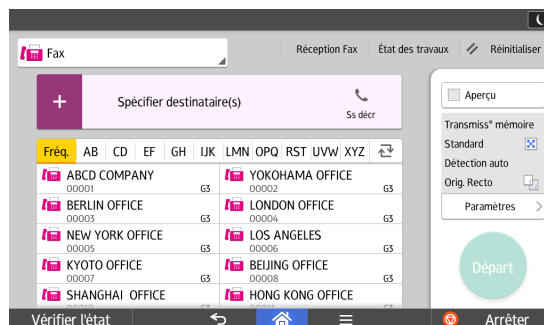 Fax
Réception Fax
État des travaux
Réinitialiser
+
Spécifier destinataire(s)
Ss décr
Aperçu
Transmiss° mémoire
Standard
Détection auto
Orig. Recto
Paramètres
Départ
Fréq. AB CD EF GH IJK LMN OPQ RST UVW XYZ
ABCD COMPANY
00001 G3
YOKOHAMA OFFICE
00002 G3
BERLIN OFFICE
00003 G3
LONDON OFFICE
00004 G3
NEW YORK OFFICE
00005 G3
LOS ANGELES
00006 G3
KYOTO OFFICE
00007 G3
BEIJING OFFICE
00008 G3
SHANGHAI OFFICE
HONG KONG OFFICE
Vérifier l'état
Arrêter